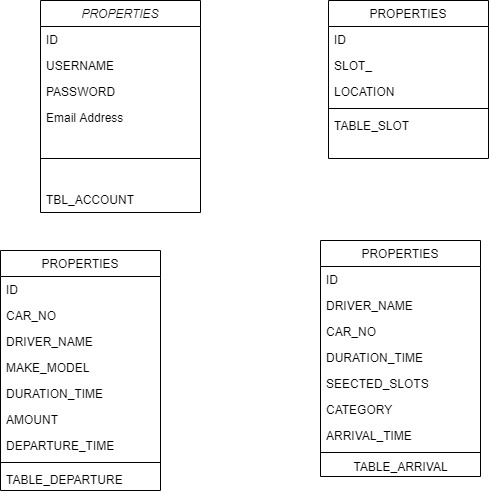 PROPERTIES
ID
USERNAME
PASSWORD
Email Address
TBL_ACCOUNT
PROPERTIES
ID
SLOT_
LOCATION
TABLE_SLOT
PROPERTIES
ID
CAR_NO
DRIVER_NAME
MAKE_MODEL
DURATION_TIME
AMOUNT
DEPARTURE_TIME
TABLE_DEPARTURE
PROPERTIES
ID
DRIVER_NAME
CAR_NO
DURATION_TIME
SEECTED_SLOTS
CATEGORY
ARRIVAL_TIME
TABLE_ARRIVAL